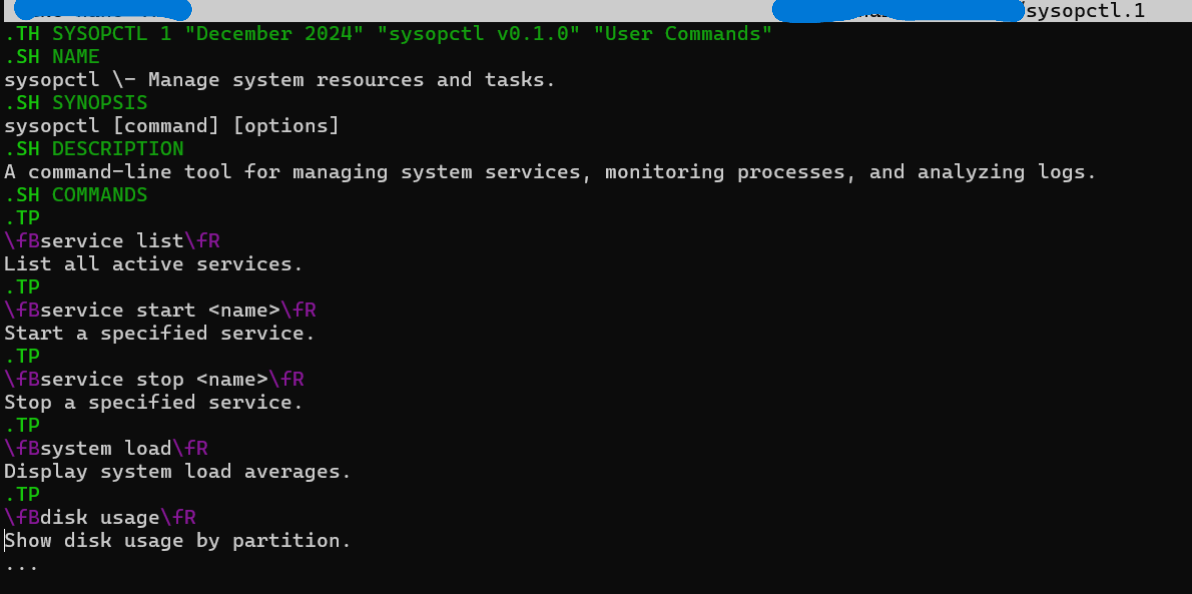 sysopctl.1
.TH SYSOPCTL 1 "December 2024" "sysopctl v0.1.0" "User Commands"
.SH NAME
sysopctl \- Manage system resources and tasks.
.SH SYNOPSIS
sysopctl [command] [options]
.SH DESCRIPTION
A command-line tool for managing system services, monitoring processes, and analyzing logs.
.SH COMMANDS
.TP
\fBservice list\fR
List all active services.
.TP
\fBservice start <name>\fR
Start a specified service.
.TP
\fBservice stop <name>\fR
Stop a specified service.
.TP
\fBsystem load\fR
Display system load averages.
.TP
\fBdisk usage\fR
Show disk usage by partition.
...